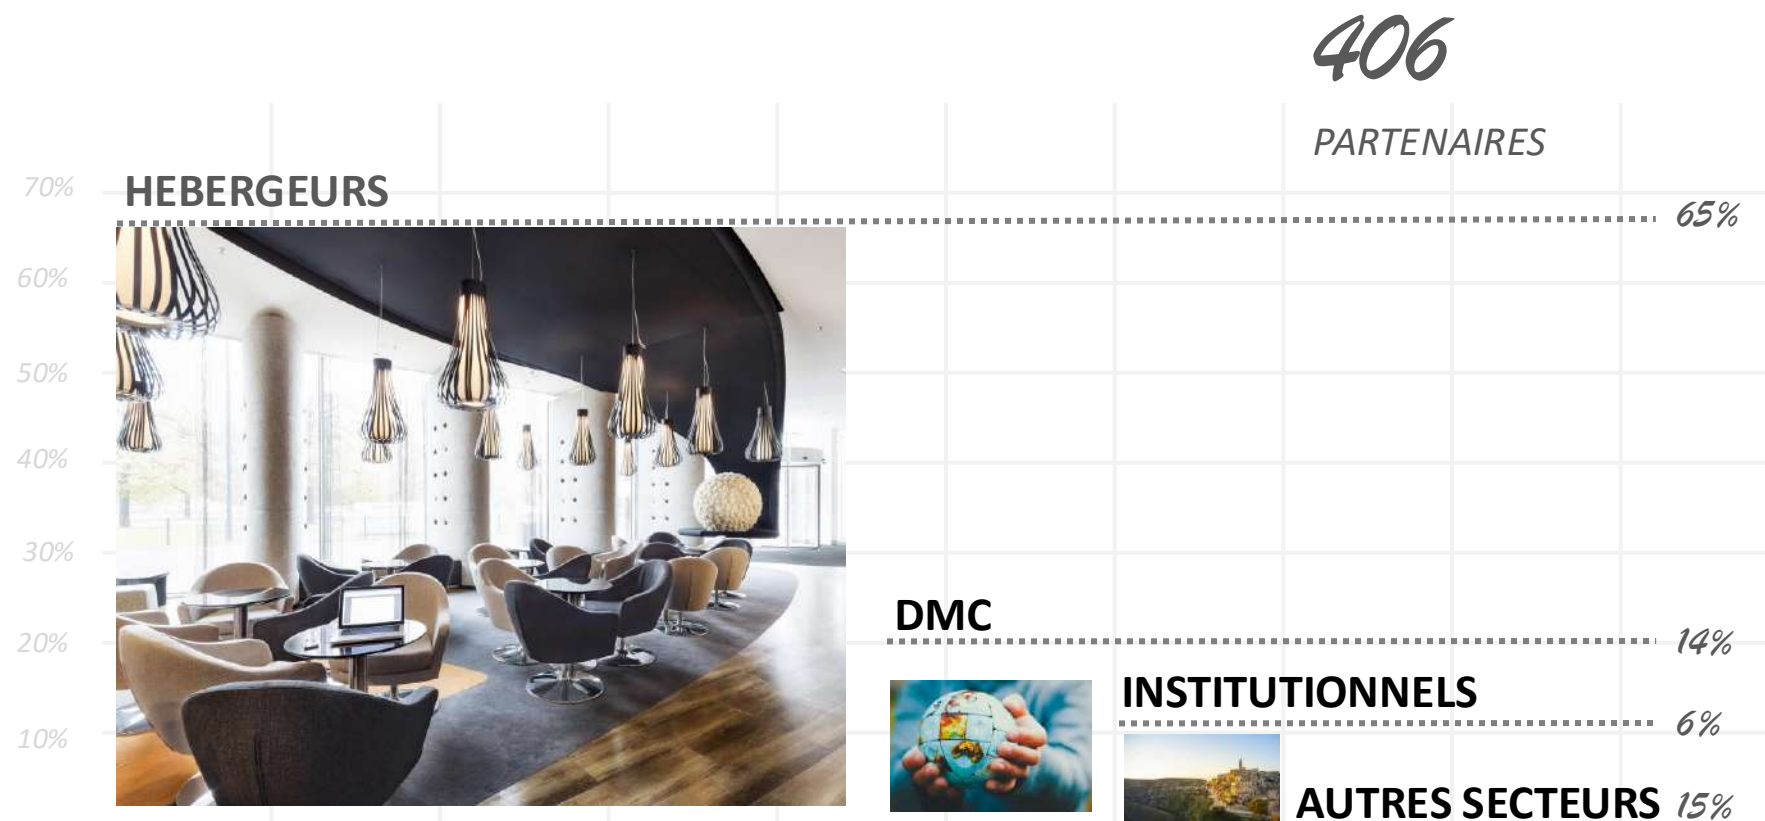 406
PARTENAIRES
70%
HEBERGEURS
65%
60%
50%
40%
30%
DMC
20%
14%
INSTITUTIONNELS
6%
10%
AUTRES SECTEURS 15%